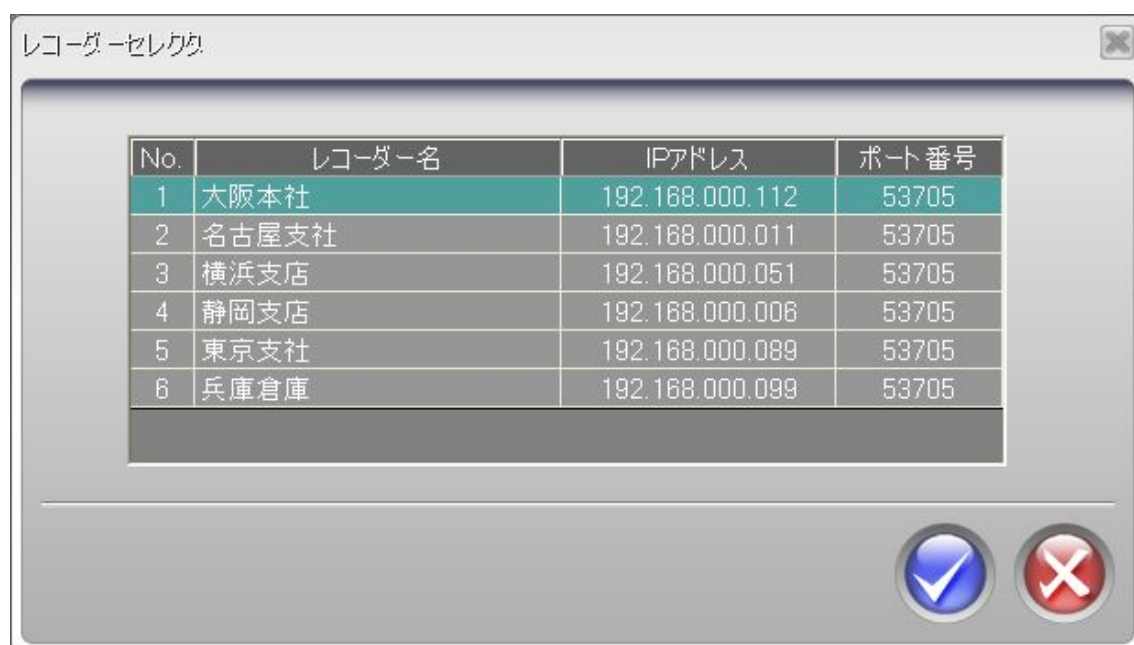 レコーダーセレクタ
No. レコーダー名 IPアドレス ポート番号
1 大阪本社 192.168.000.112 53705
2 名古屋支社 192.168.000.011 53705
3 横浜支店 192.168.000.051 53705
4 静岡支店 192.168.000.006 53705
5 東京支社 192.168.000.089 53705
6 兵庫倉庫 192.168.000.099 53705